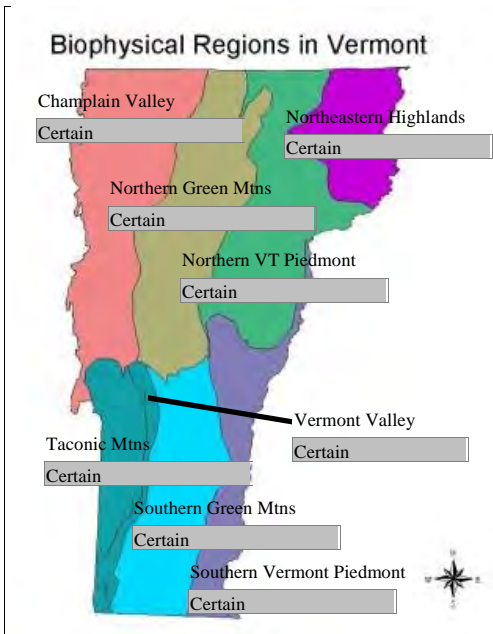 Biophysical Regions in Vermont
Champlain Valley
Certain
Northeastern Highlands
Certain
Northern Green Mtns
Certain
Northern VT Piedmont
Certain
Vermont Valley
Certain
Taconic Mtns
Certain
Southern Green Mtns
Certain
Southern Vermont Piedmont
Certain